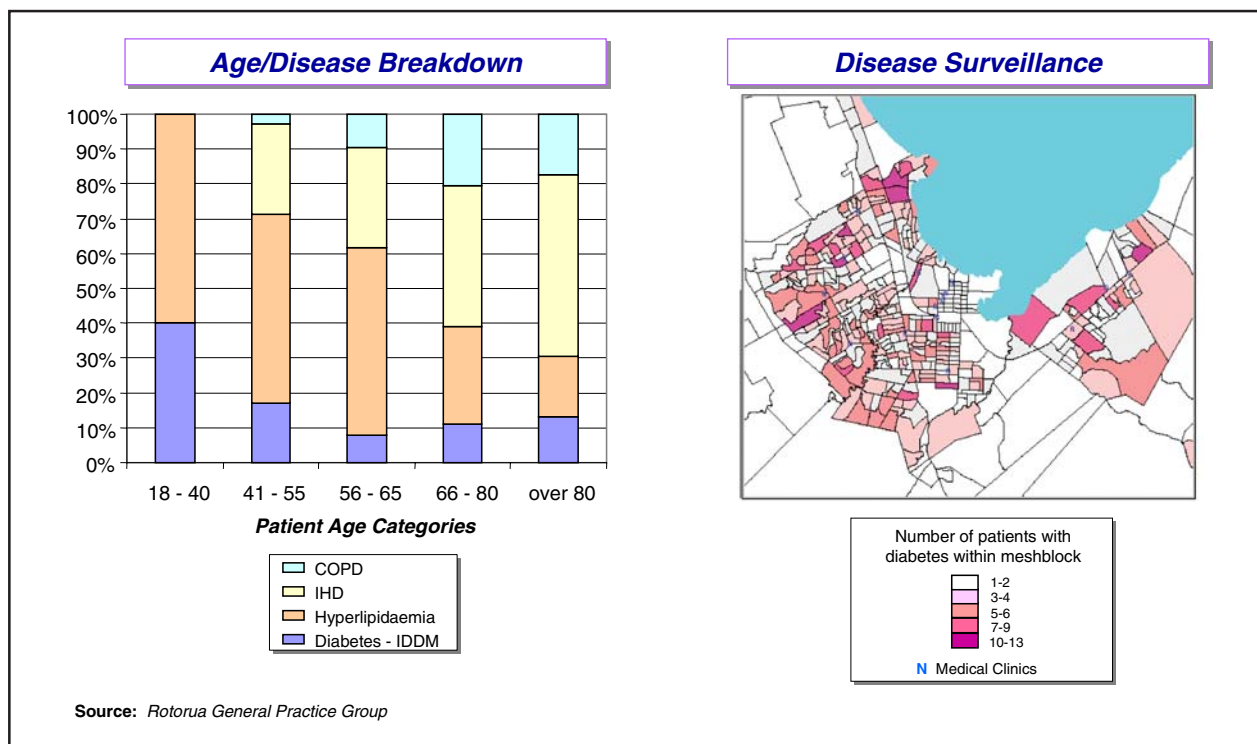 Age/Disease Breakdown
100%
90%
80%
70%
60%
50%
40%
30%
20%
10%
0%
18 - 40 41 - 55 56 - 65 66 - 80 over 80
Patient Age Categories
COPD
IHD
Hyperlipidaemia
Diabetes - IDDM
Disease Surveillance
Number of patients with
diabetes within meshblock
1-2
3-4
5-6
7-9
10-13
N Medical Clinics
Source: Rotorua General Practice Group